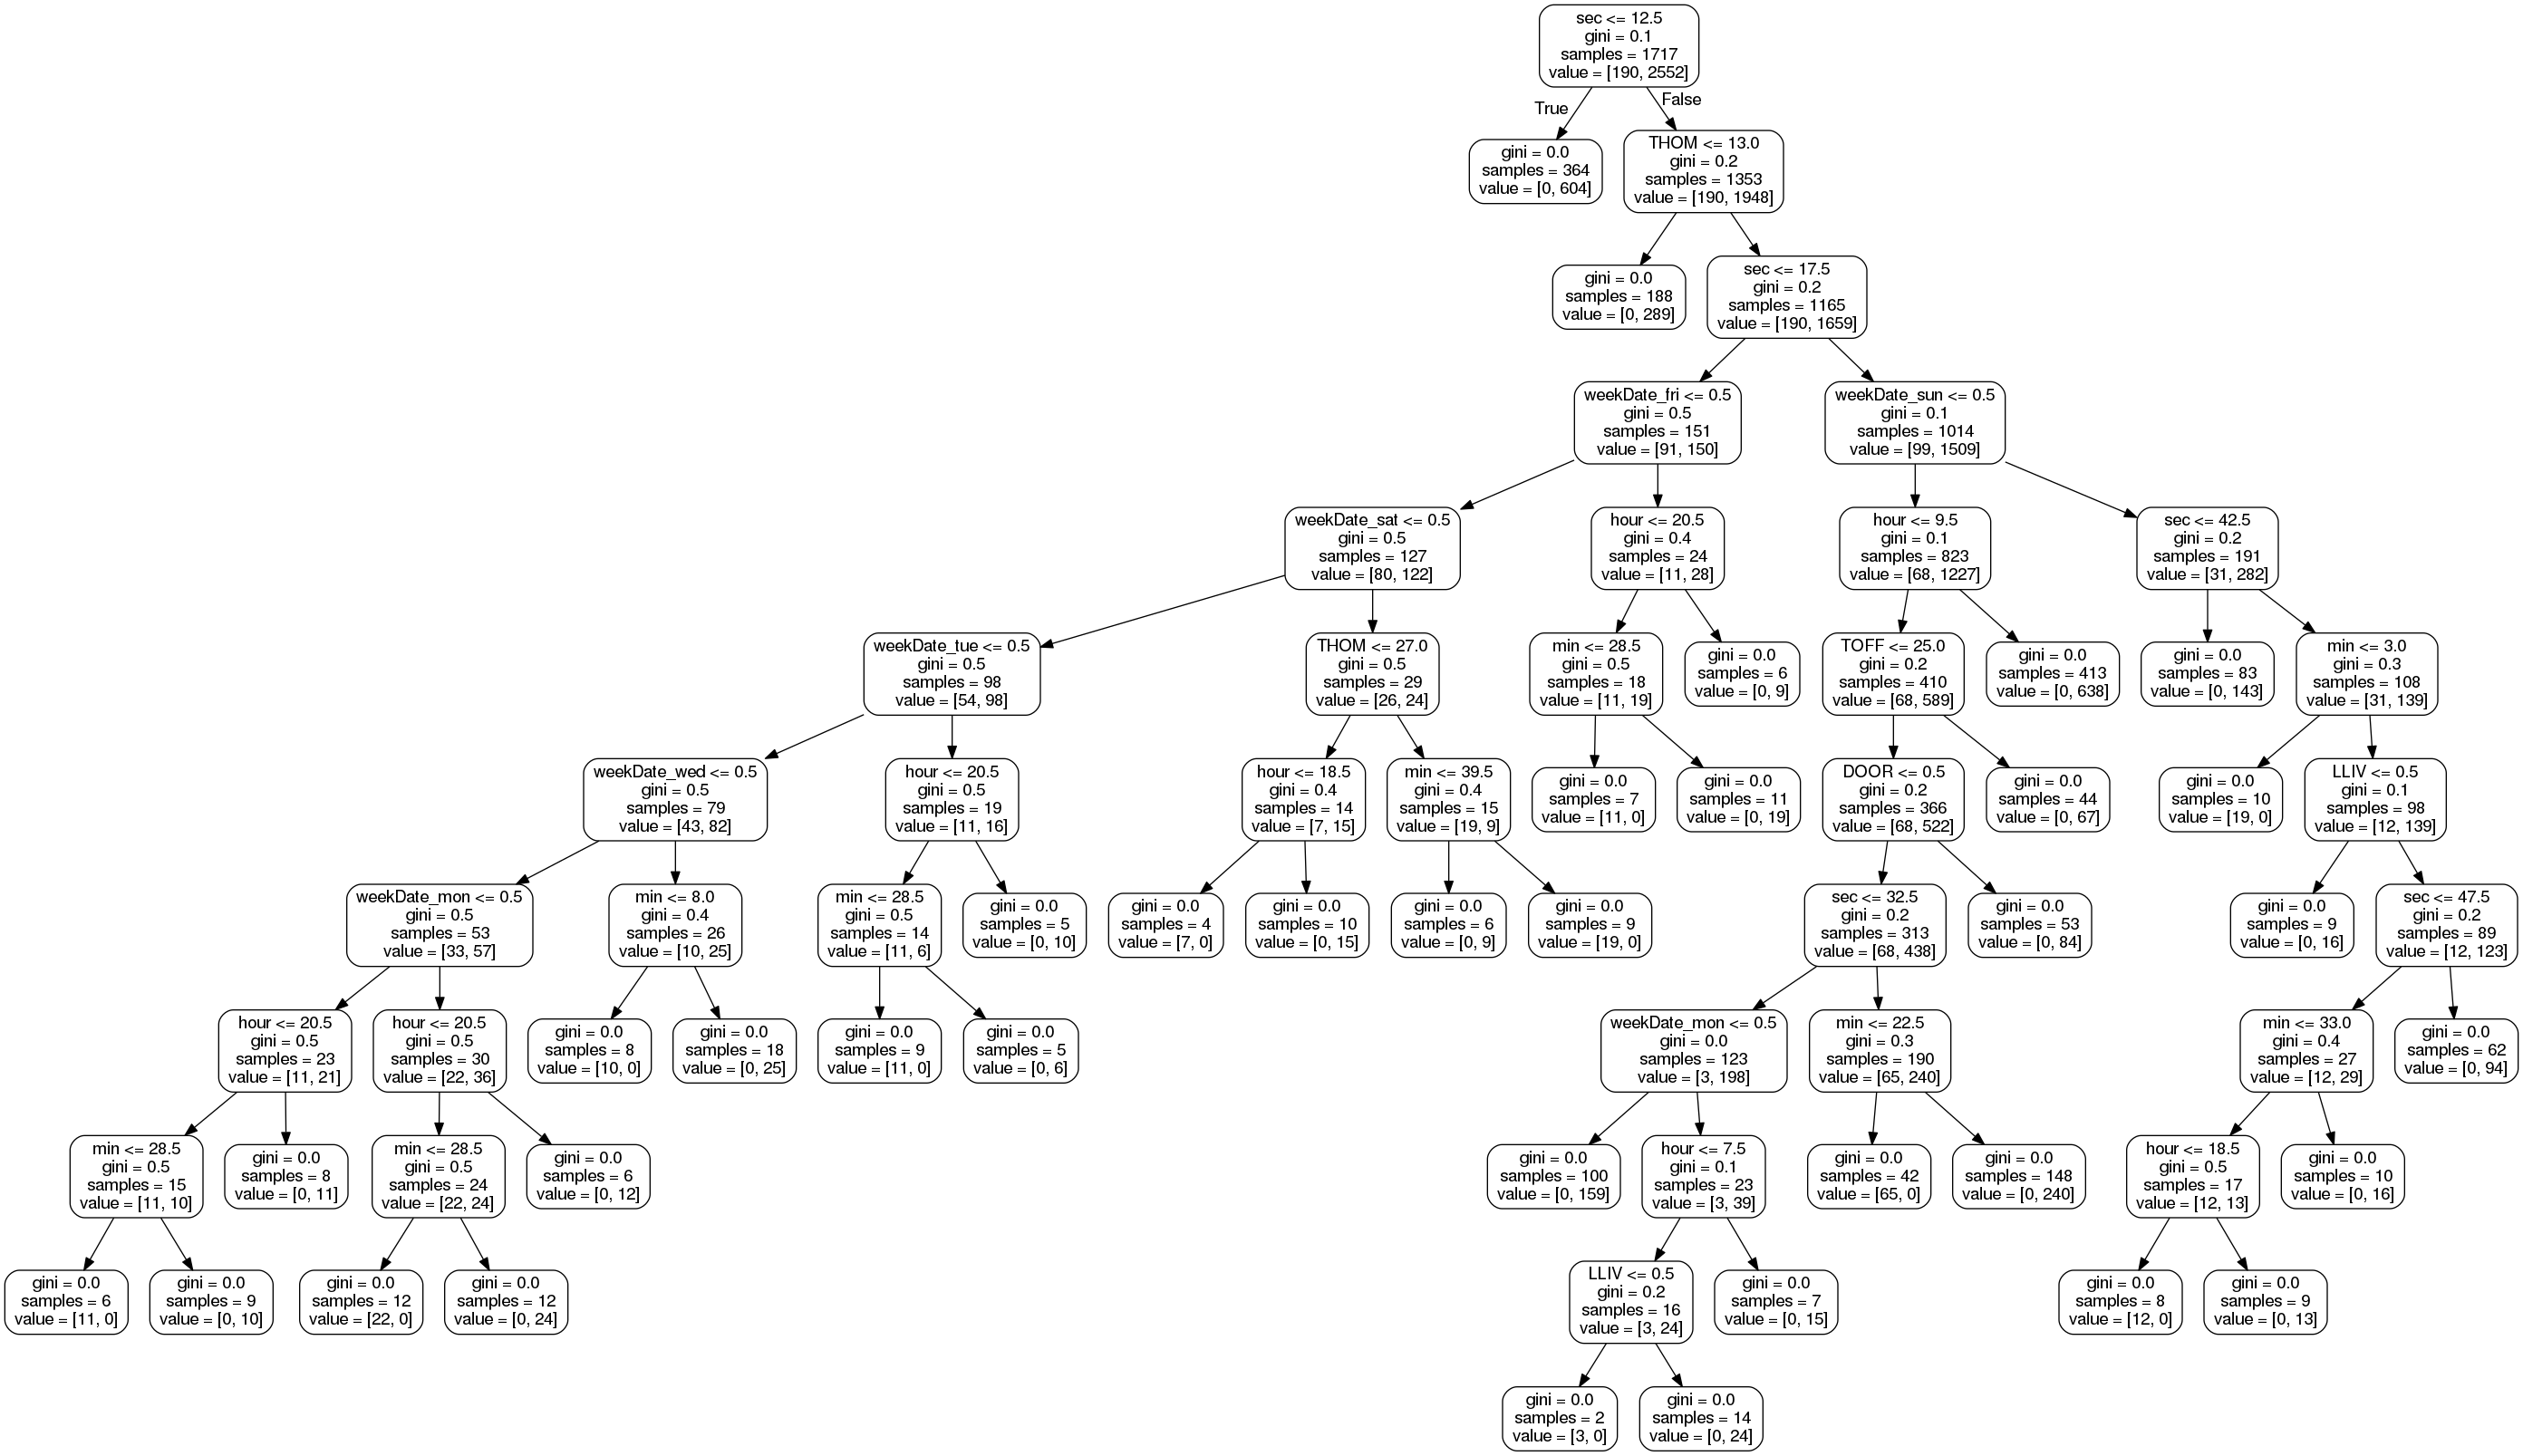 sec <= 12.5
gini = 0.1
samples = 1717
value = [190, 2552]
True
False
gini = 0.0
samples = 364
value = [0, 604]
THOM <= 13.0
gini = 0.2
samples = 1353
value = [190, 1948]
gini = 0.0
samples = 188
value = [0, 289]
sec <= 17.5
gini = 0.2
samples = 1165
value = [190, 1659]
weekDate_fri <= 0.5
gini = 0.5
samples = 151
value = [91, 150]
weekDate_sun <= 0.5
gini = 0.1
samples = 1014
value = [99, 1509]
weekDate_sat <= 0.5
gini = 0.5
samples = 127
value = [80, 122]
hour <= 20.5
gini = 0.4
samples = 24
value = [11, 28]
hour <= 9.5
gini = 0.1
samples = 823
value = [68, 1227]
sec <= 42.5
gini = 0.2
samples = 191
value = [31, 282]
weekDate_tue <= 0.5
gini = 0.5
samples = 98
value = [54, 98]
THOM <= 27.0
gini = 0.5
samples = 29
value = [26, 24]
min <= 28.5
gini = 0.5
samples = 18
value = [11, 19]
gini = 0.0
samples = 6
value = [0, 9]
TOFF <= 25.0
gini = 0.2
samples = 410
value = [68, 589]
gini = 0.0
samples = 413
value = [0, 638]
gini = 0.0
samples = 83
value = [0, 143]
min <= 3.0
gini = 0.3
samples = 108
value = [31, 139]
weekDate_wed <= 0.5
gini = 0.5
samples = 79
value = [43, 82]
hour <= 20.5
gini = 0.5
samples = 19
value = [11, 16]
hour <= 18.5
gini = 0.4
samples = 14
value = [7, 15]
min <= 39.5
gini = 0.4
samples = 15
value = [19, 9]
gini = 0.0
samples = 7
value = [11, 0]
gini = 0.0
samples = 11
value = [0, 19]
DOOR <= 0.5
gini = 0.2
samples = 366
value = [68, 522]
gini = 0.0
samples = 44
value = [0, 67]
gini = 0.0
samples = 10
value = [19, 0]
LLIV <= 0.5
gini = 0.1
samples = 98
value = [12, 139]
weekDate_mon <= 0.5
gini = 0.5
samples = 53
value = [33, 57]
min <= 8.0
gini = 0.4
samples = 26
value = [10, 25]
min <= 28.5
gini = 0.5
samples = 14
value = [11, 6]
gini = 0.0
samples = 5
value = [0, 10]
gini = 0.0
samples = 4
value = [7, 0]
gini = 0.0
samples = 10
value = [0, 15]
gini = 0.0
samples = 6
value = [0, 9]
gini = 0.0
samples = 9
value = [19, 0]
sec <= 32.5
gini = 0.2
samples = 313
value = [68, 438]
gini = 0.0
samples = 53
value = [0, 84]
gini = 0.0
samples = 9
value = [0, 16]
sec <= 47.5
gini = 0.2
samples = 89
value = [12, 123]
hour <= 20.5
gini = 0.5
samples = 23
value = [11, 21]
hour <= 20.5
gini = 0.5
samples = 30
value = [22, 36]
gini = 0.0
samples = 8
value = [10, 0]
gini = 0.0
samples = 18
value = [0, 25]
gini = 0.0
samples = 9
value = [11, 0]
gini = 0.0
samples = 5
value = [0, 6]
weekDate_mon <= 0.5
gini = 0.0
samples = 123
value = [3, 198]
min <= 22.5
gini = 0.3
samples = 190
value = [65, 240]
min <= 33.0
gini = 0.4
samples = 27
value = [12, 29]
gini = 0.0
samples = 62
value = [0, 94]
min <= 28.5
gini = 0.5
samples = 15
value = [11, 10]
gini = 0.0
samples = 8
value = [0, 11]
min <= 28.5
gini = 0.5
samples = 24
value = [22, 24]
gini = 0.0
samples = 6
value = [0, 12]
gini = 0.0
samples = 100
value = [0, 159]
hour <= 7.5
gini = 0.1
samples = 23
value = [3, 39]
gini = 0.0
samples = 42
value = [65, 0]
gini = 0.0
samples = 148
value = [0, 240]
hour <= 18.5
gini = 0.5
samples = 17
value = [12, 13]
gini = 0.0
samples = 10
value = [0, 16]
gini = 0.0
samples = 6
value = [11, 0]
gini = 0.0
samples = 9
value = [0, 10]
gini = 0.0
samples = 12
value = [22, 0]
gini = 0.0
samples = 12
value = [0, 24]
LLIV <= 0.5
gini = 0.2
samples = 16
value = [3, 24]
gini = 0.0
samples = 7
value = [0, 15]
gini = 0.0
samples = 8
value = [12, 0]
gini = 0.0
samples = 9
value = [0, 13]
gini = 0.0
samples = 2
value = [3, 0]
gini = 0.0
samples = 14
value = [0, 24]